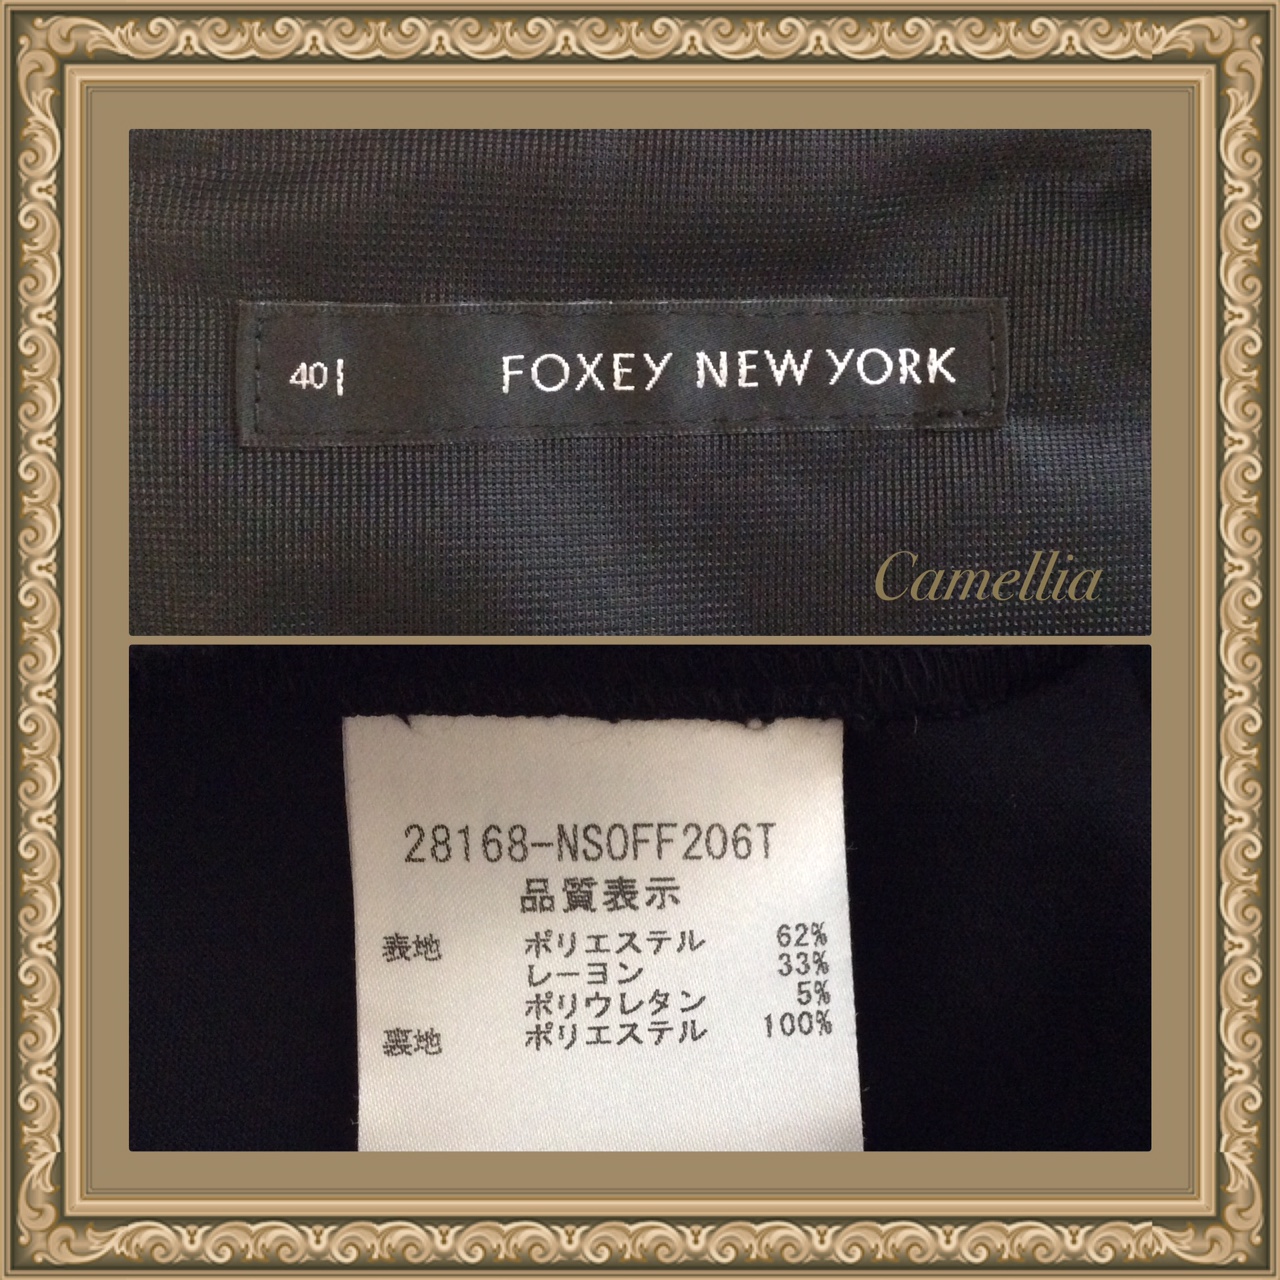 40| FOXEY NEW YORK
Camellia
28168-NSOFF206T
品質表示
表地 ポリエステル 62%
レーヨン 33%
ポリウレタン 5%
裏地 ポリエステル 100%